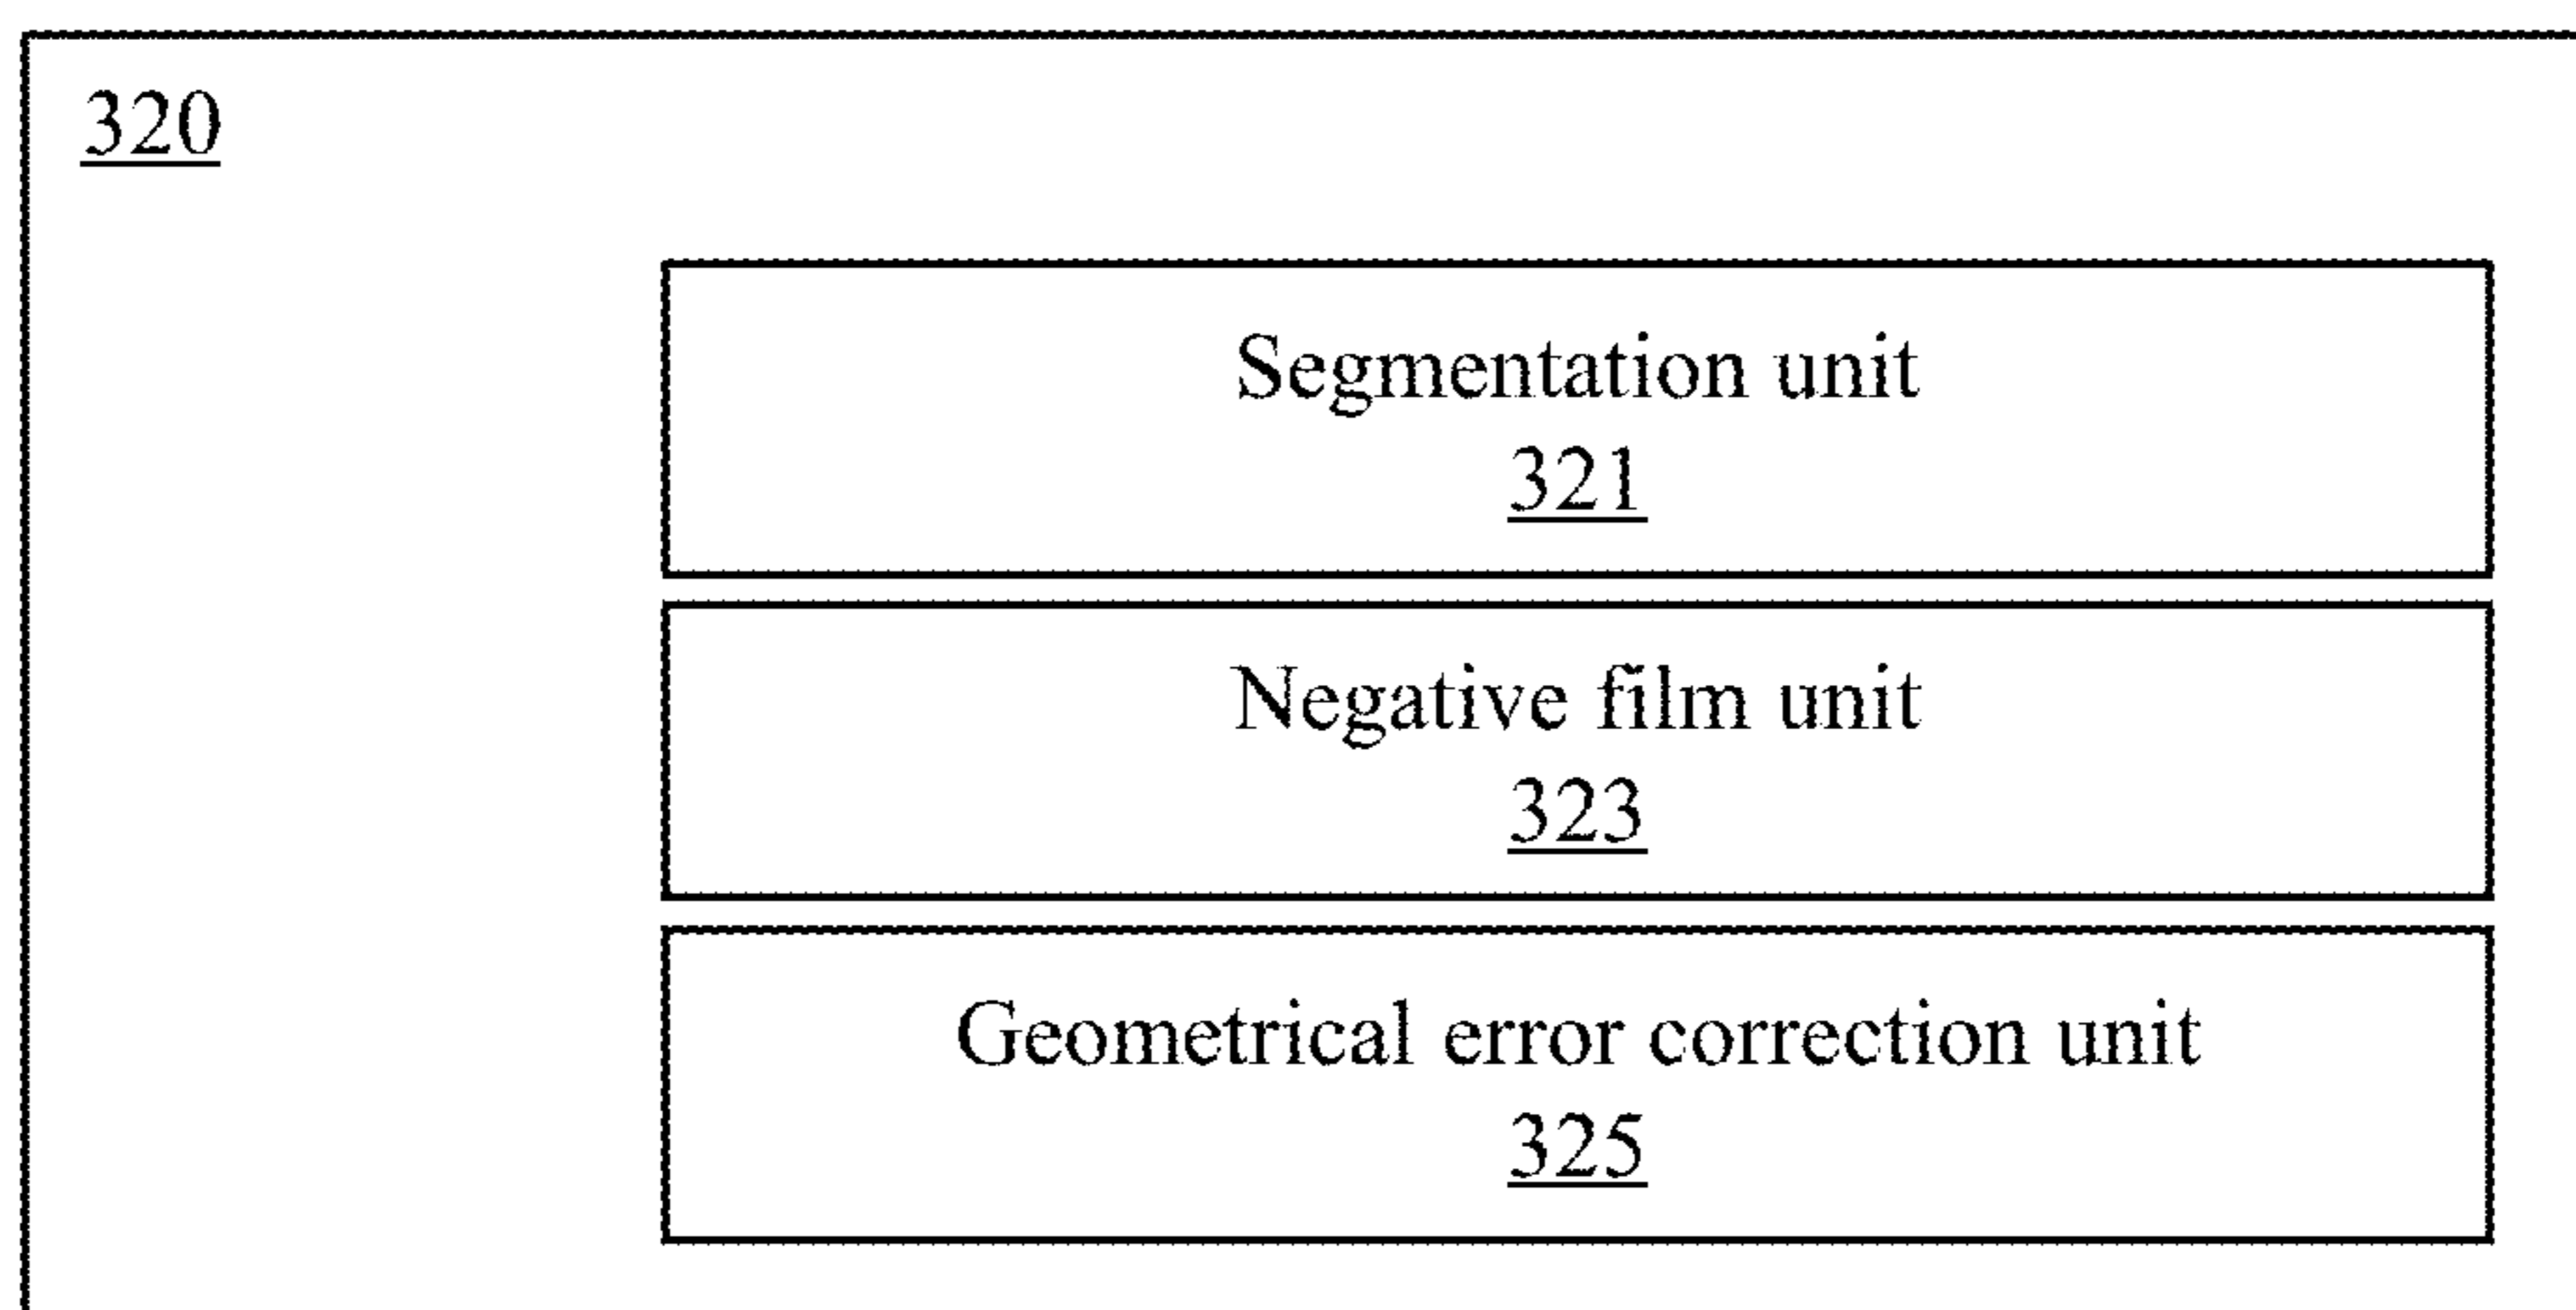 320
Segmentation unit
321
Negative film unit
323
Geometrical error correction unit
325